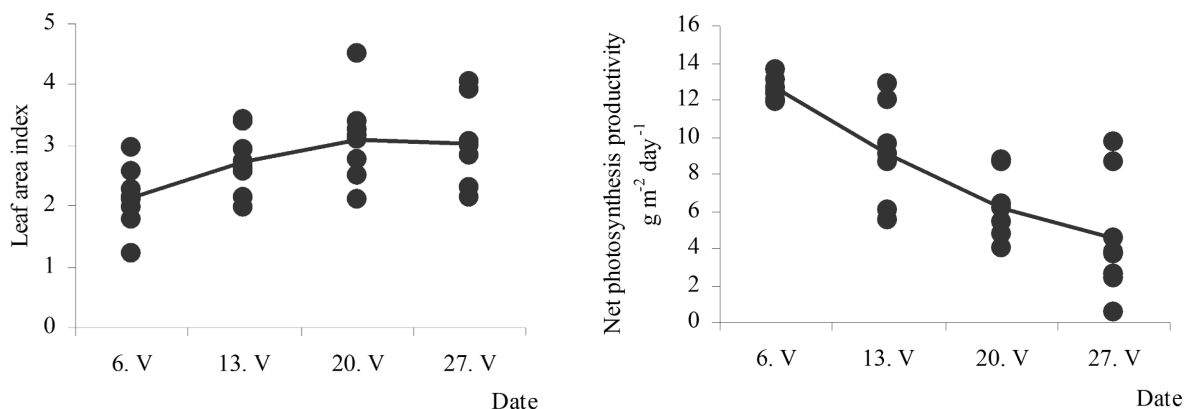 Leaf area index
5
4
3
2
1
0
6. V 13. V 20. V 27. V
Date
Net photosynthesis productivity
g m⁻² day⁻¹
16
14
12
10
8
6
4
2
0
6. V 13. V 20. V 27. V
Date